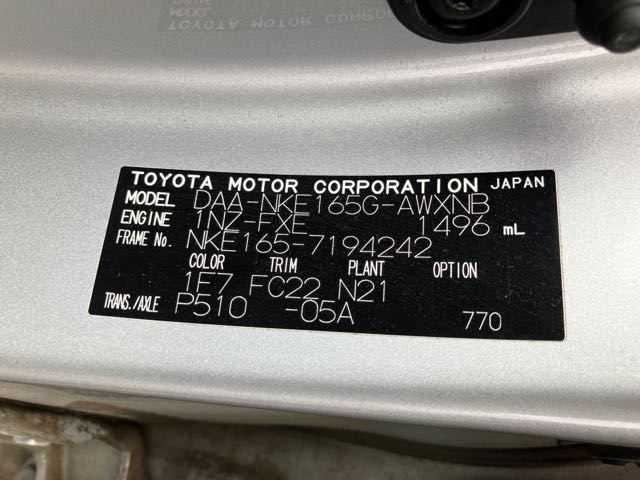 TOYOTA MOTOR CORPORATION JAPAN
MODEL DAA-NKE165G-AWXNB
ENGINE 1NZ-FXE 1496 mL
FRAME No. NKE165-7194242
COLOR TRIM PLANT OPTION
1F7 FC22 N21
TRANS./AXLE P510 -05A 770